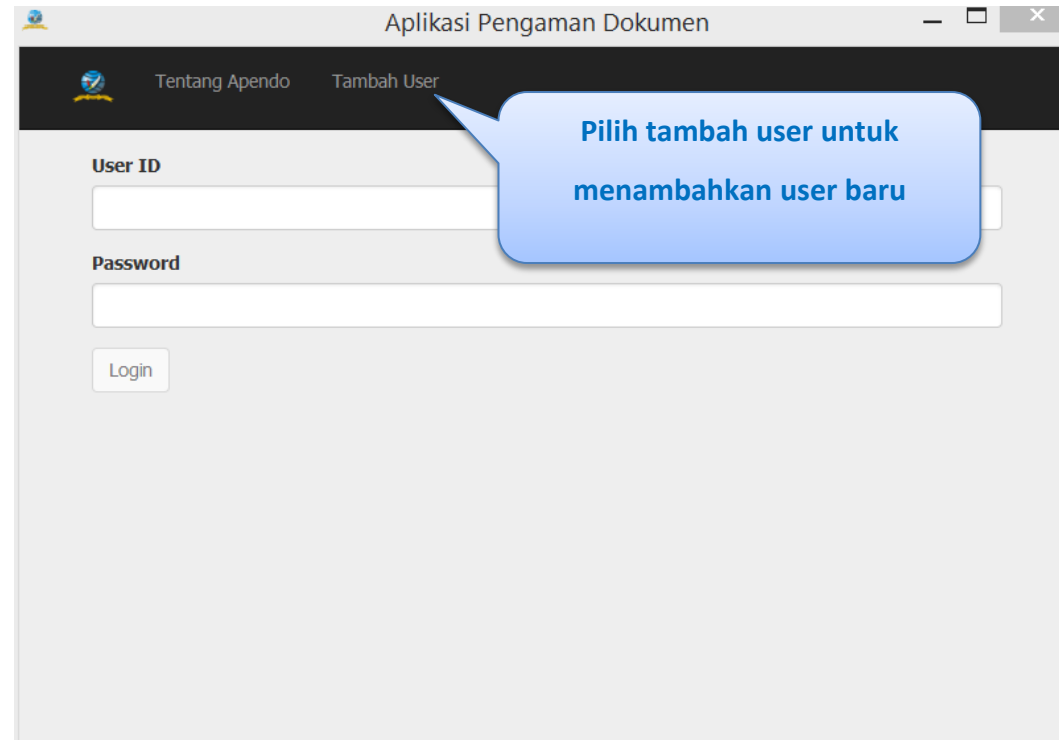 Aplikasi Pengaman Dokumen
Tentang Apendo Tambah User
Pilih tambah user untuk
menambahkan user baru
User ID
Password
Login